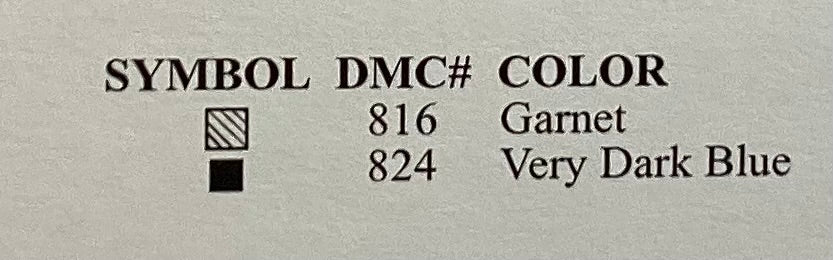 SYMBOL DMC# COLOR
816 Garnet
824 Very Dark Blue